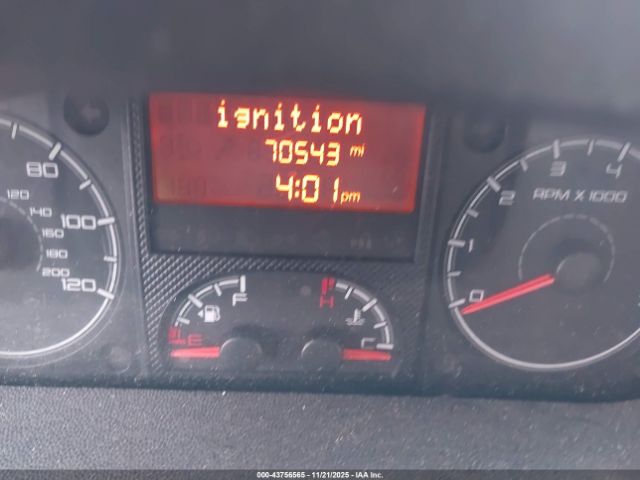 ignition
70543 mi
4:01 pm
80
100
120
120
140
160
180
200
F
E
H
C
0
1
2
3
4
RPM X 1000
000-43756565 - 11/21/2025 - IAA Inc.